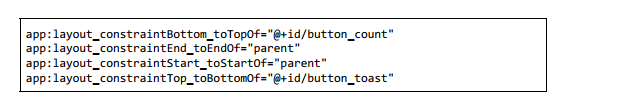 app:layout_constraintBottom_toTopOf="@+id/button_count"
app:layout_constraintEnd_toEndOf="parent"
app:layout_constraintStart_toStartOf="parent"
app:layout_constraintTop_toBottomOf="@+id/button_toast"